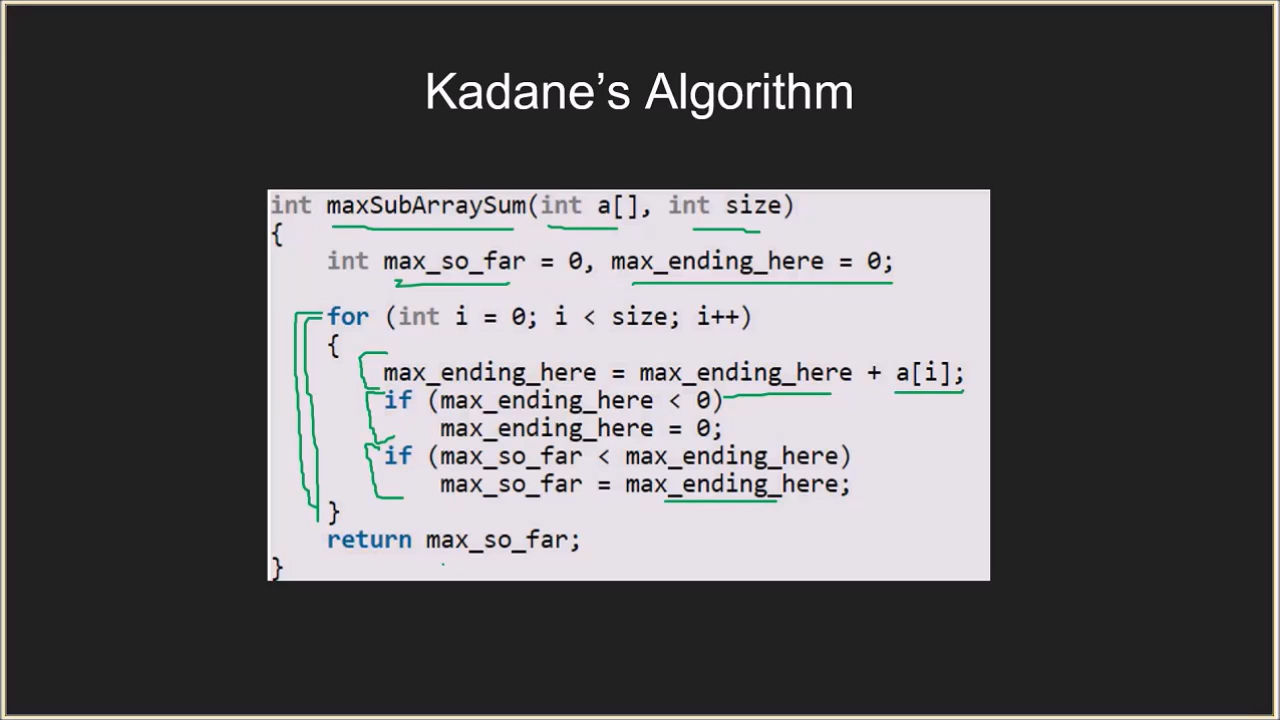 Kadane’s Algorithm
int maxSubArraySum(int a[], int size)
{
int max_so_far = 0, max_ending_here = 0;
for (int i = 0; i < size; i++)
{
max_ending_here = max_ending_here + a[i];
if (max_ending_here < 0)
max_ending_here = 0;
if (max_so_far < max_ending_here)
max_so_far = max_ending_here;
}
return max_so_far;
}